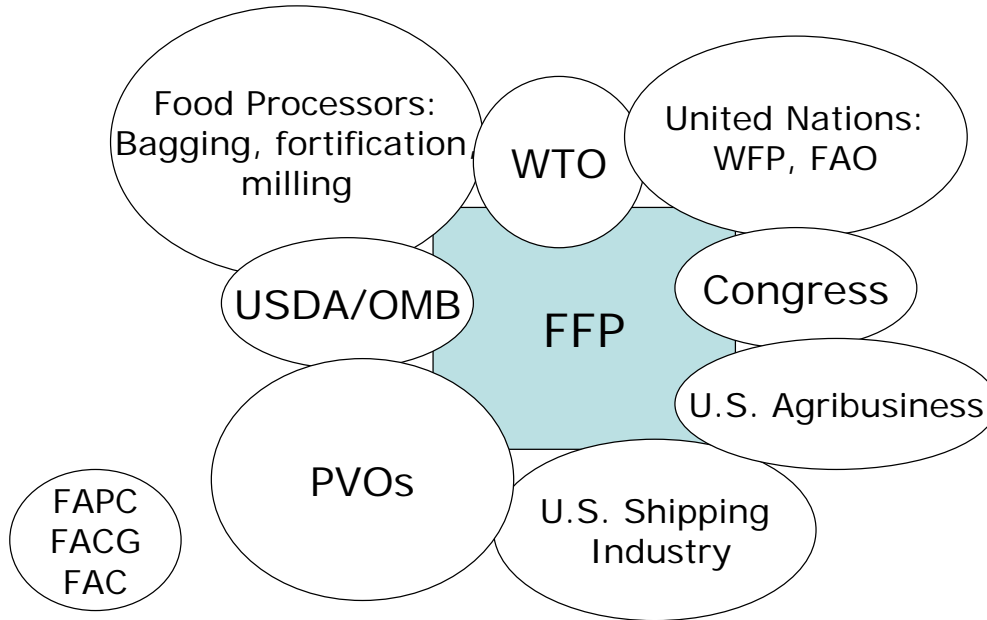 Food Processors:
Bagging, fortification,
milling
WTO
United Nations:
WFP, FAO
USDA/OMB
FFP
Congress
U.S. Agribusiness
PVOs
U.S. Shipping
Industry
FAPC
FACG
FAC